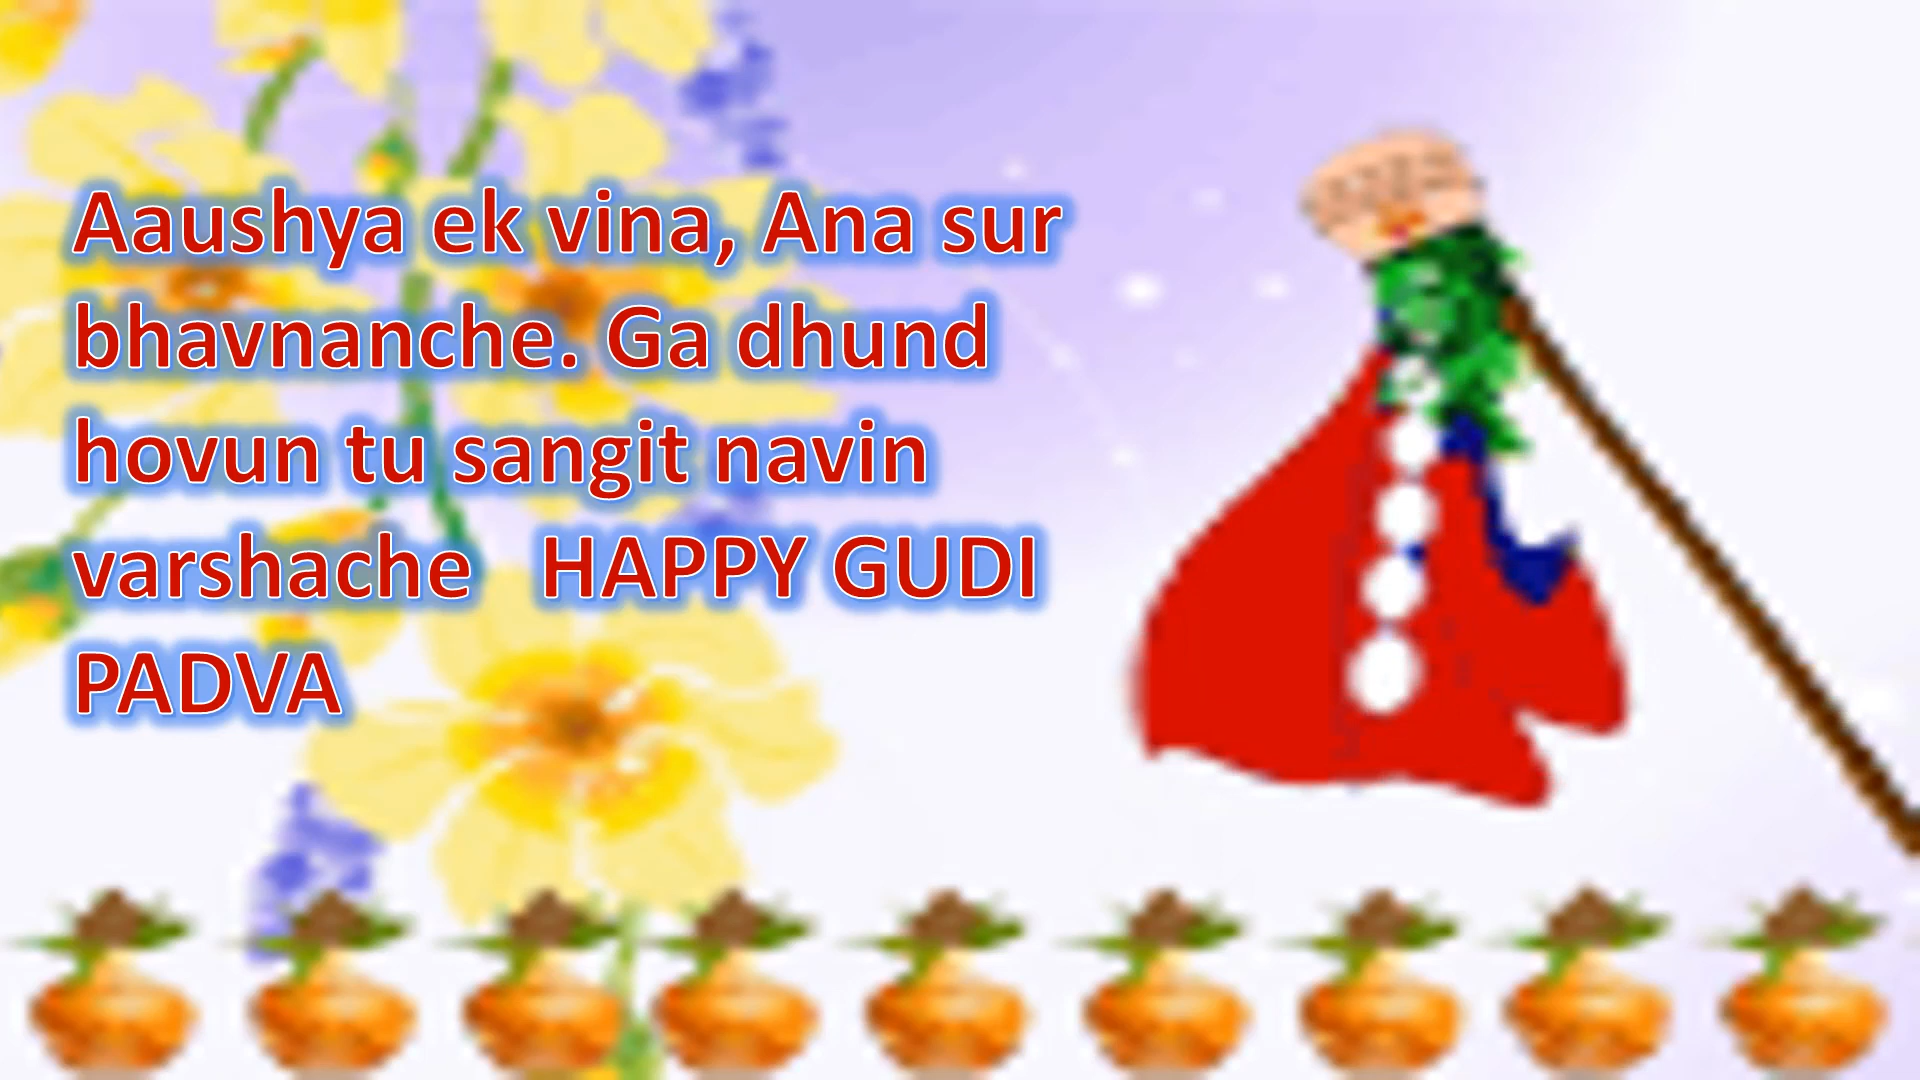 Aaushya ek vina, Ana sur
bhavnanche. Ga dhund
hovun tu sangit navin
varshache   HAPPY GUDI
PADVA